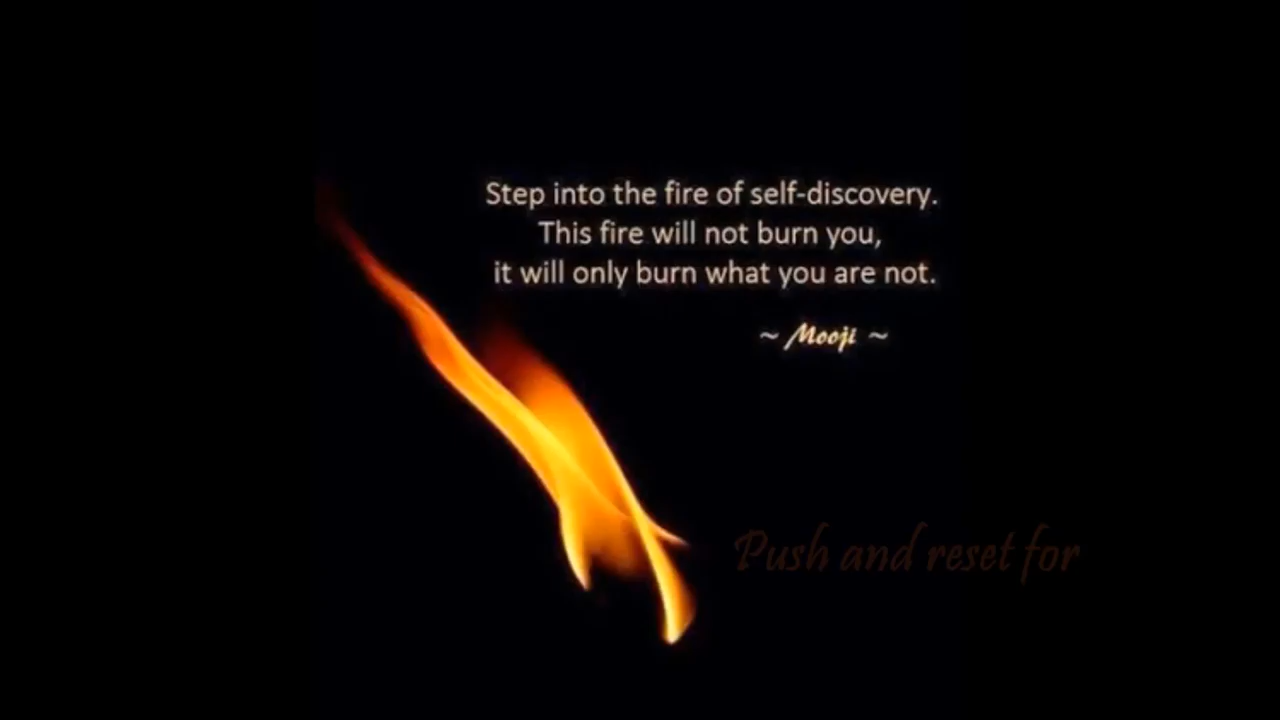 Step into the fire of self-discovery.
This fire will not burn you,
it will only burn what you are not.
~ Mooji ~
Push and reset for